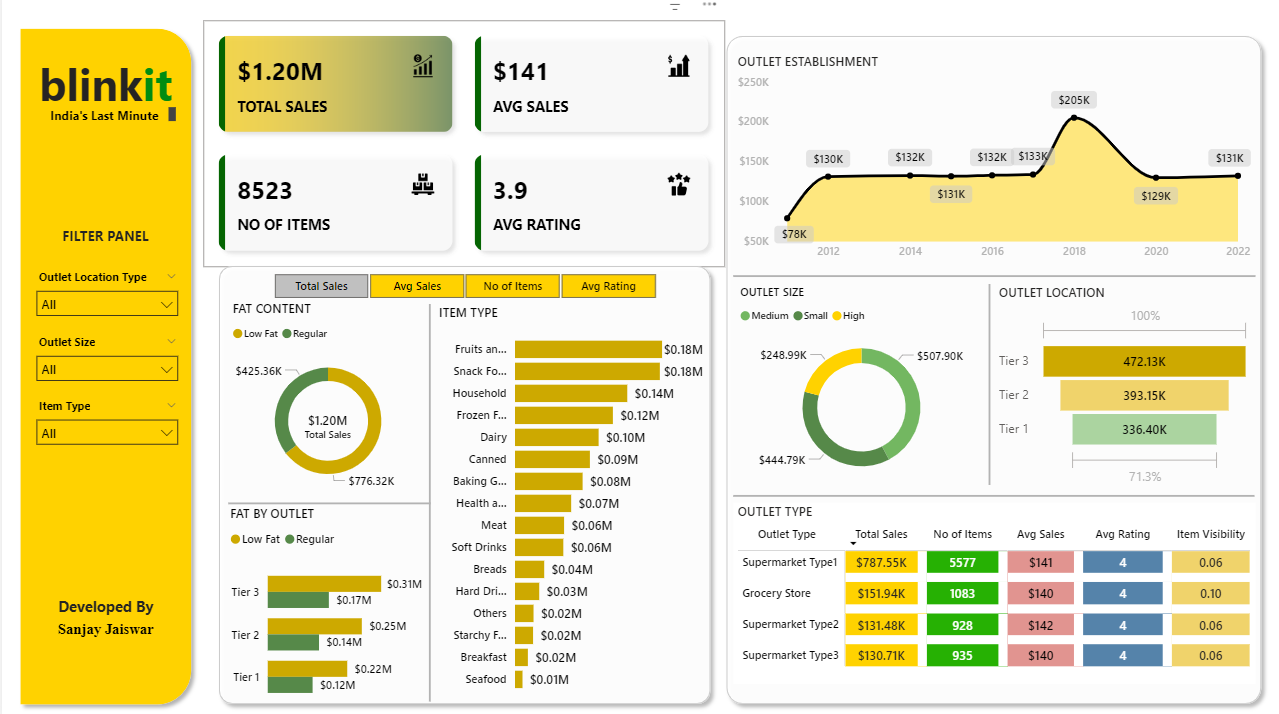 blinkit
India's Last Minute
FILTER PANEL
Outlet Location Type
All
Outlet Size
All
Item Type
All
Developed By
Sanjay Jaiswar
$1.20M
TOTAL SALES
$141
AVG SALES
8523
NO OF ITEMS
3.9
AVG RATING
Total Sales Avg Sales No of Items Avg Rating
FAT CONTENT
Low Fat Regular
$425.36K
$1.20M
Total Sales
$776.32K
FAT BY OUTLET
Low Fat Regular
Tier 3 $0.31M
$0.17M
Tier 2 $0.25M
$0.14M
Tier 1 $0.22M
$0.12M
ITEM TYPE
Fruits an... $0.18M
Snack Fo... $0.18M
Household $0.14M
Frozen F... $0.12M
Dairy $0.10M
Canned $0.09M
Baking G... $0.08M
Health a... $0.07M
Meat $0.06M
Soft Drinks $0.06M
Breads $0.04M
Hard Dri... $0.03M
Others $0.02M
Starchy F... $0.02M
Breakfast $0.02M
Seafood $0.01M
OUTLET ESTABLISHMENT
$250K
$200K
$150K
$100K
$50K
$78K
$130K
$132K
$131K
$132K
$133K
$205K
$129K
$131K
2012 2014 2016 2018 2020 2022
OUTLET SIZE
Medium Small High
$248.99K
$507.90K
$444.79K
OUTLET LOCATION
100%
Tier 3 472.13K
Tier 2 393.15K
Tier 1 336.40K
71.3%
OUTLET TYPE
Outlet Type Total Sales No of Items Avg Sales Avg Rating Item Visibility
Supermarket Type1 $787.55K 5577 $141 4 0.06
Grocery Store $151.94K 1083 $140 4 0.10
Supermarket Type2 $131.48K 928 $142 4 0.06
Supermarket Type3 $130.71K 935 $140 4 0.06